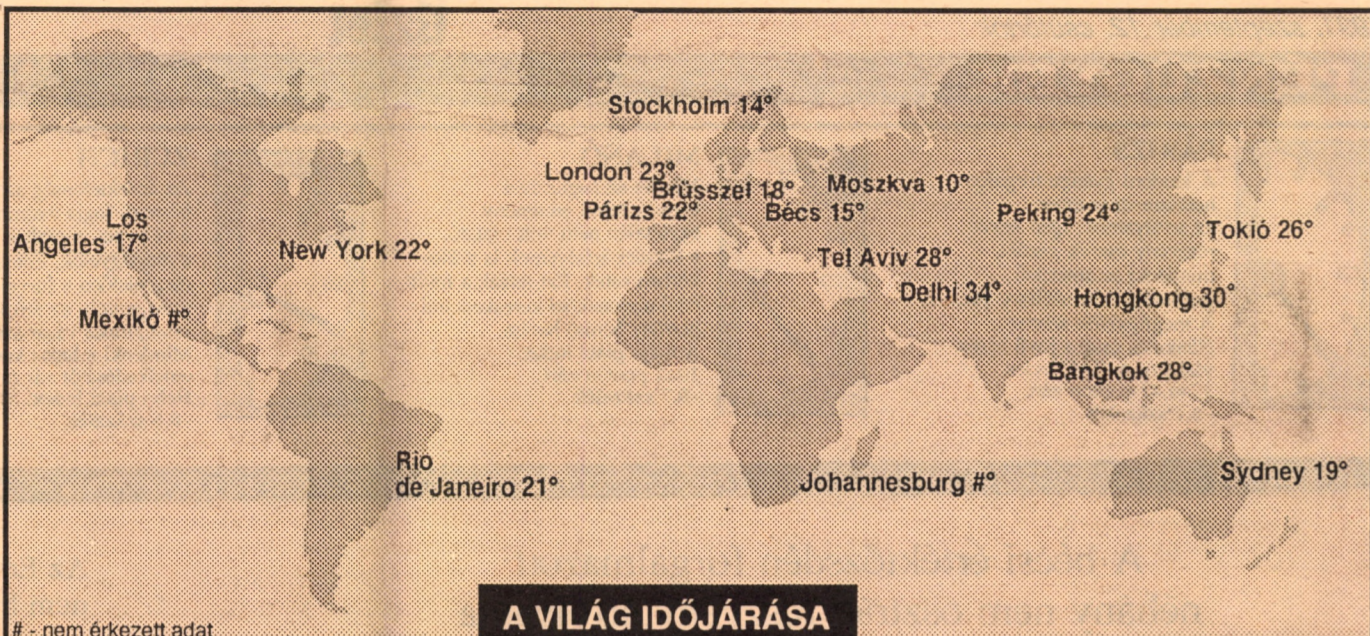 Stockholm 14°
London 23°
Brüsszel 18°
Moszkva 10°
Párizs 22°
Bécs 15°
Peking 24°
Los
Angeles 17°
New York 22°
Tokió 26°
Tel Aviv 28°
Delhi 34°
Hongkong 30°
Mexikó #°
Bangkok 28°
Rio
de Janeiro 21°
Johannesburg #°
Sydney 19°
A VILÁG IDŐJÁRÁSA
# - nem érkezett adat